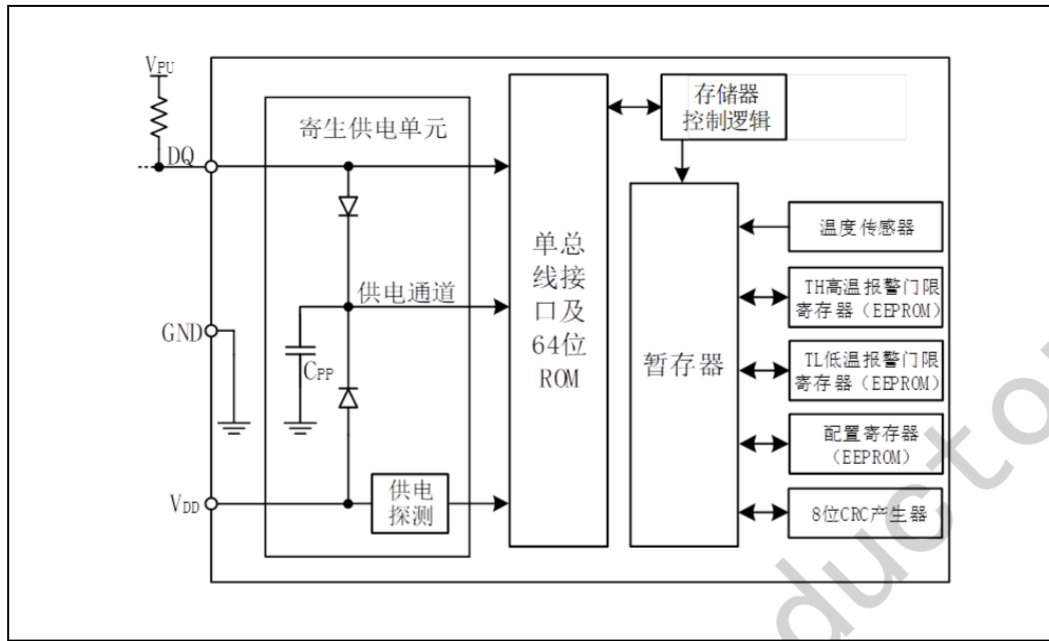 V_PU
DQ
GND
V_DD
寄生供电单元
供电通道
C_PP
供电
探测
单总
线接
口及
64位
ROM
存储器
控制逻辑
暂存器
温度传感器
TH高温报警门限
寄存器（EEPROM）
TL低温报警门限
寄存器（EEPROM）
配置寄存器
（EEPROM）
8位CRC产生器
ductor